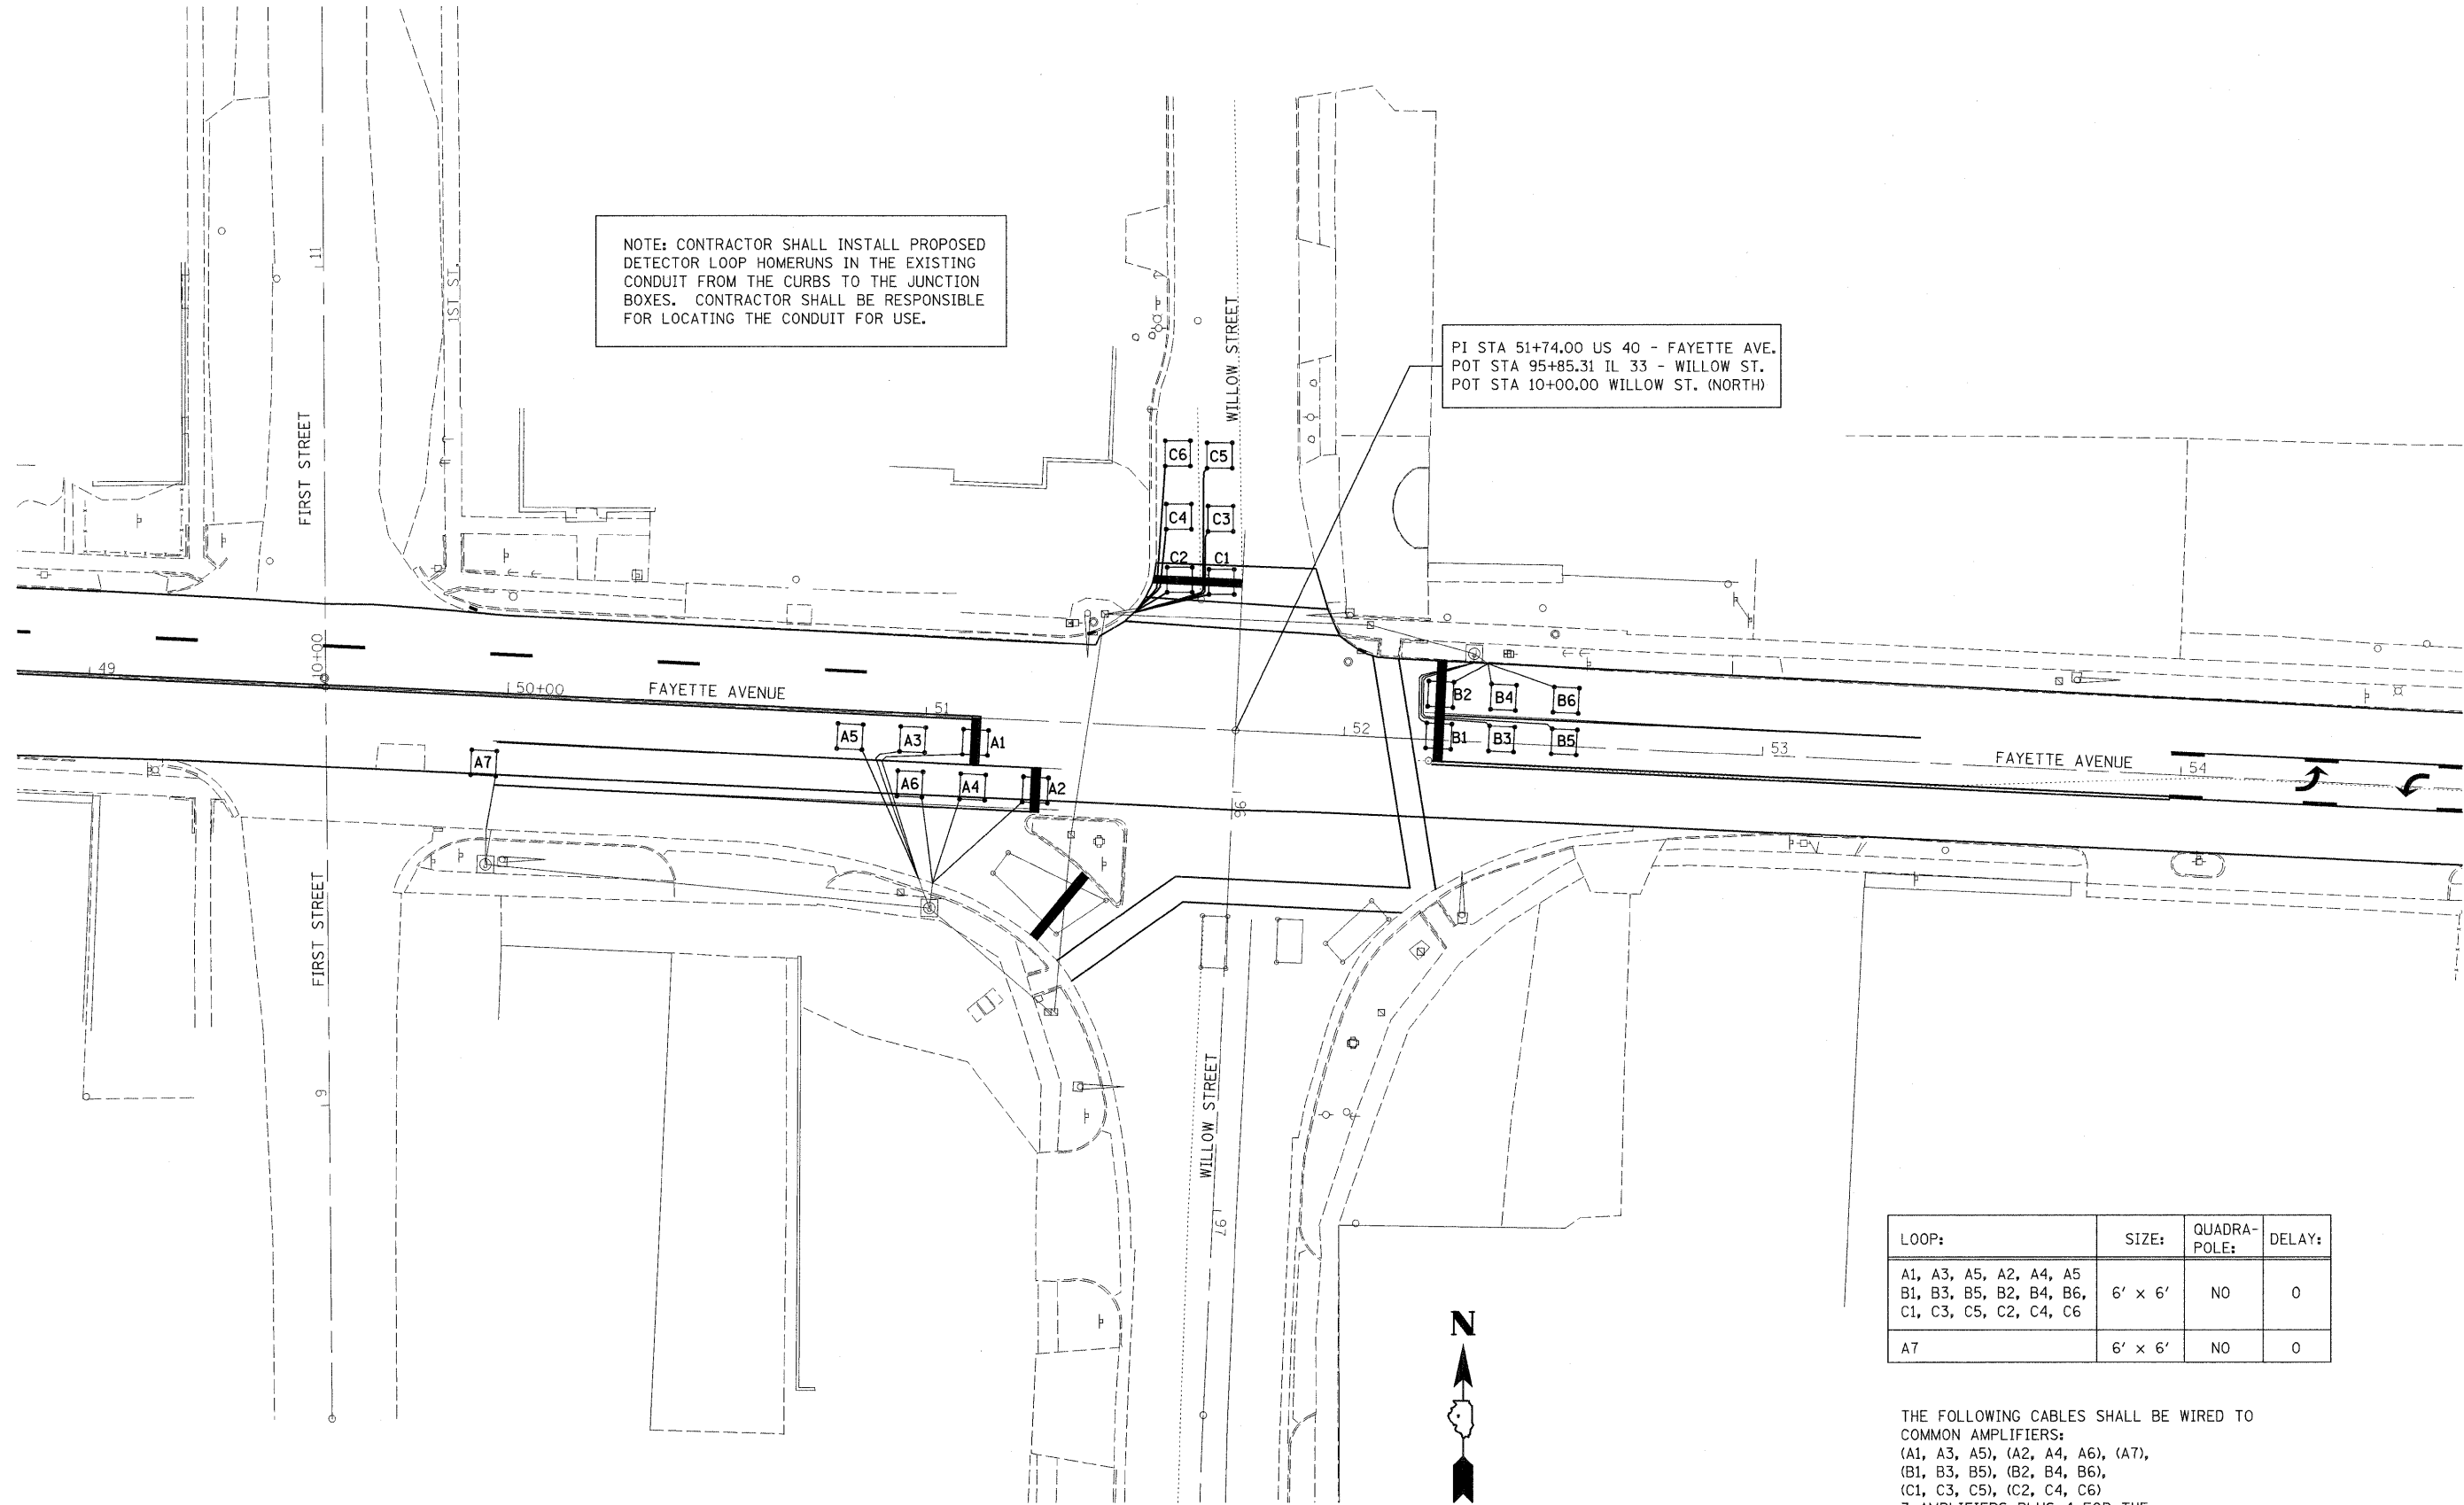 NOTE: CONTRACTOR SHALL INSTALL PROPOSED
DETECTOR LOOP HOMERUNS IN THE EXISTING
CONDUIT FROM THE CURBS TO THE JUNCTION
BOXES. CONTRACTOR SHALL BE RESPONSIBLE
FOR LOCATING THE CONDUIT FOR USE.
PI STA 51+74.00 US 40 - FAYETTE AVE.
POT STA 95+85.31 IL 33 - WILLOW ST.
POT STA 10+00.00 WILLOW ST. (NORTH)
11
1ST ST.
FIRST STREET
WILLOW STREET
C6 C5
C4 C3
C2 C1
49
10+00
50+00
FAYETTE AVENUE
51
52
53
FAYETTE AVENUE
54
A7
A5 A3 A1
A6 A4 A2
B2 B4 B6
B1 B3 B5
96
FIRST STREET
9
WILLOW STREET
97
N
LOOP: SIZE: QUADRA-
POLE: DELAY:
A1, A3, A5, A2, A4, A5
B1, B3, B5, B2, B4, B6, 6' x 6' NO 0
C1, C3, C5, C2, C4, C6
A7 6' x 6' NO 0
THE FOLLOWING CABLES SHALL BE WIRED TO
COMMON AMPLIFIERS:
(A1, A3, A5), (A2, A4, A6), (A7),
(B1, B3, B5), (B2, B4, B6),
(C1, C3, C5), (C2, C4, C6)
7 AMPLIFIERS PLUS 4 FOR THE